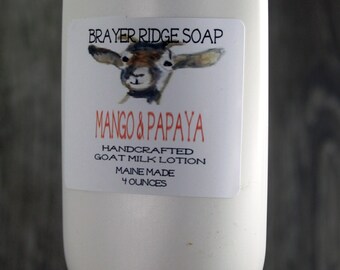 BRAYER RIDGE SOAP
MANGO & PAPAYA
HANDCRAFTED
GOAT MILK LOTION
MAINE MADE
4 OUNCES